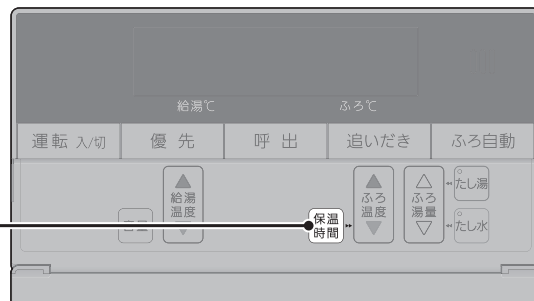 給湯℃ ふろ℃
運転 入/切 優先 呼出 追いだき ふろ自動
給湯
温度
音量
保温
時間
ふろ
温度
ふろ
湯量
たし湯
たし水